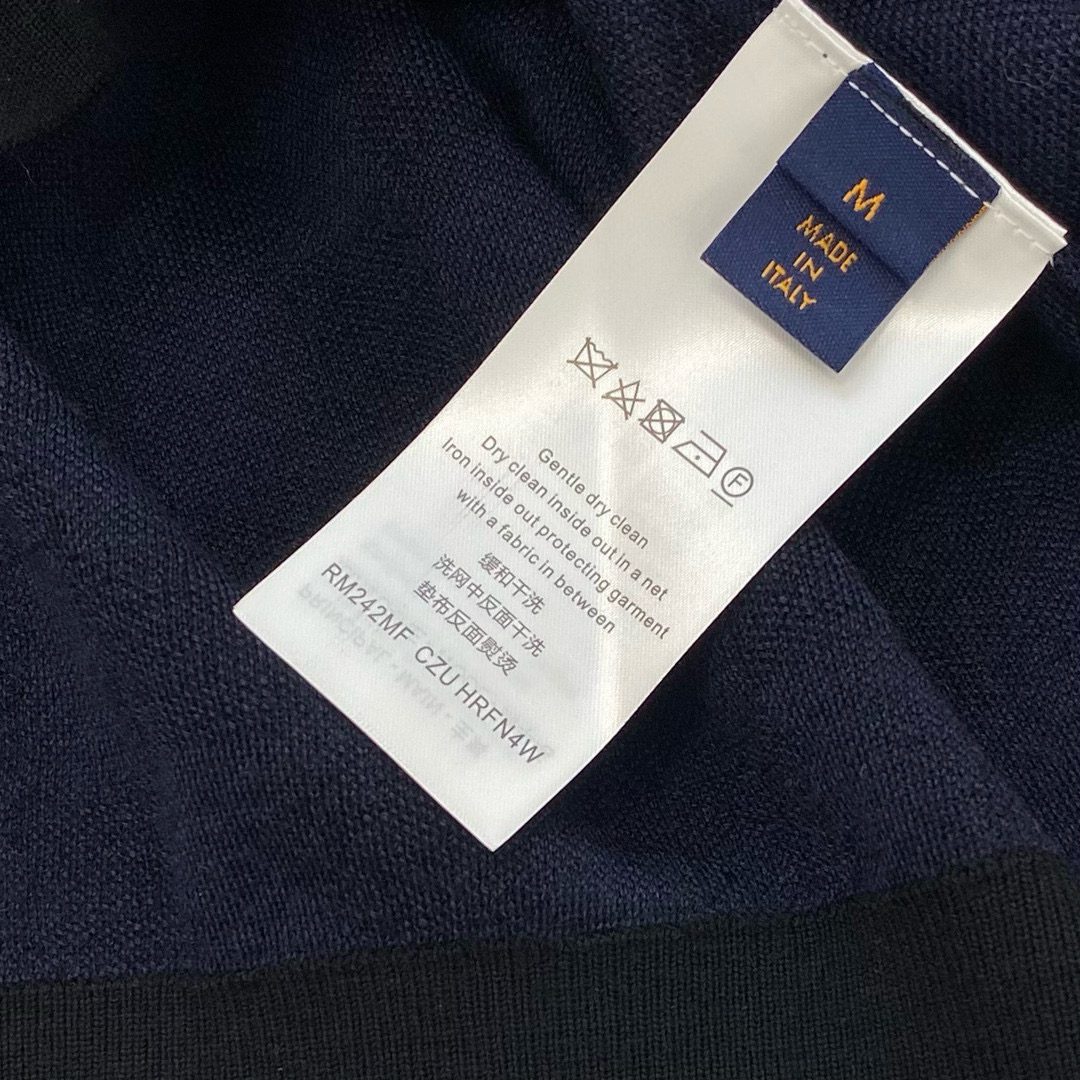 M
MADE
IN
ITALY
F
Gentle dry clean
Dry clean inside out in a net
Iron inside out protecting garment
with a fabric in between
缓和干洗
洗网中反面干洗
垫布反面熨烫
RM242MF CZU HRFN4W